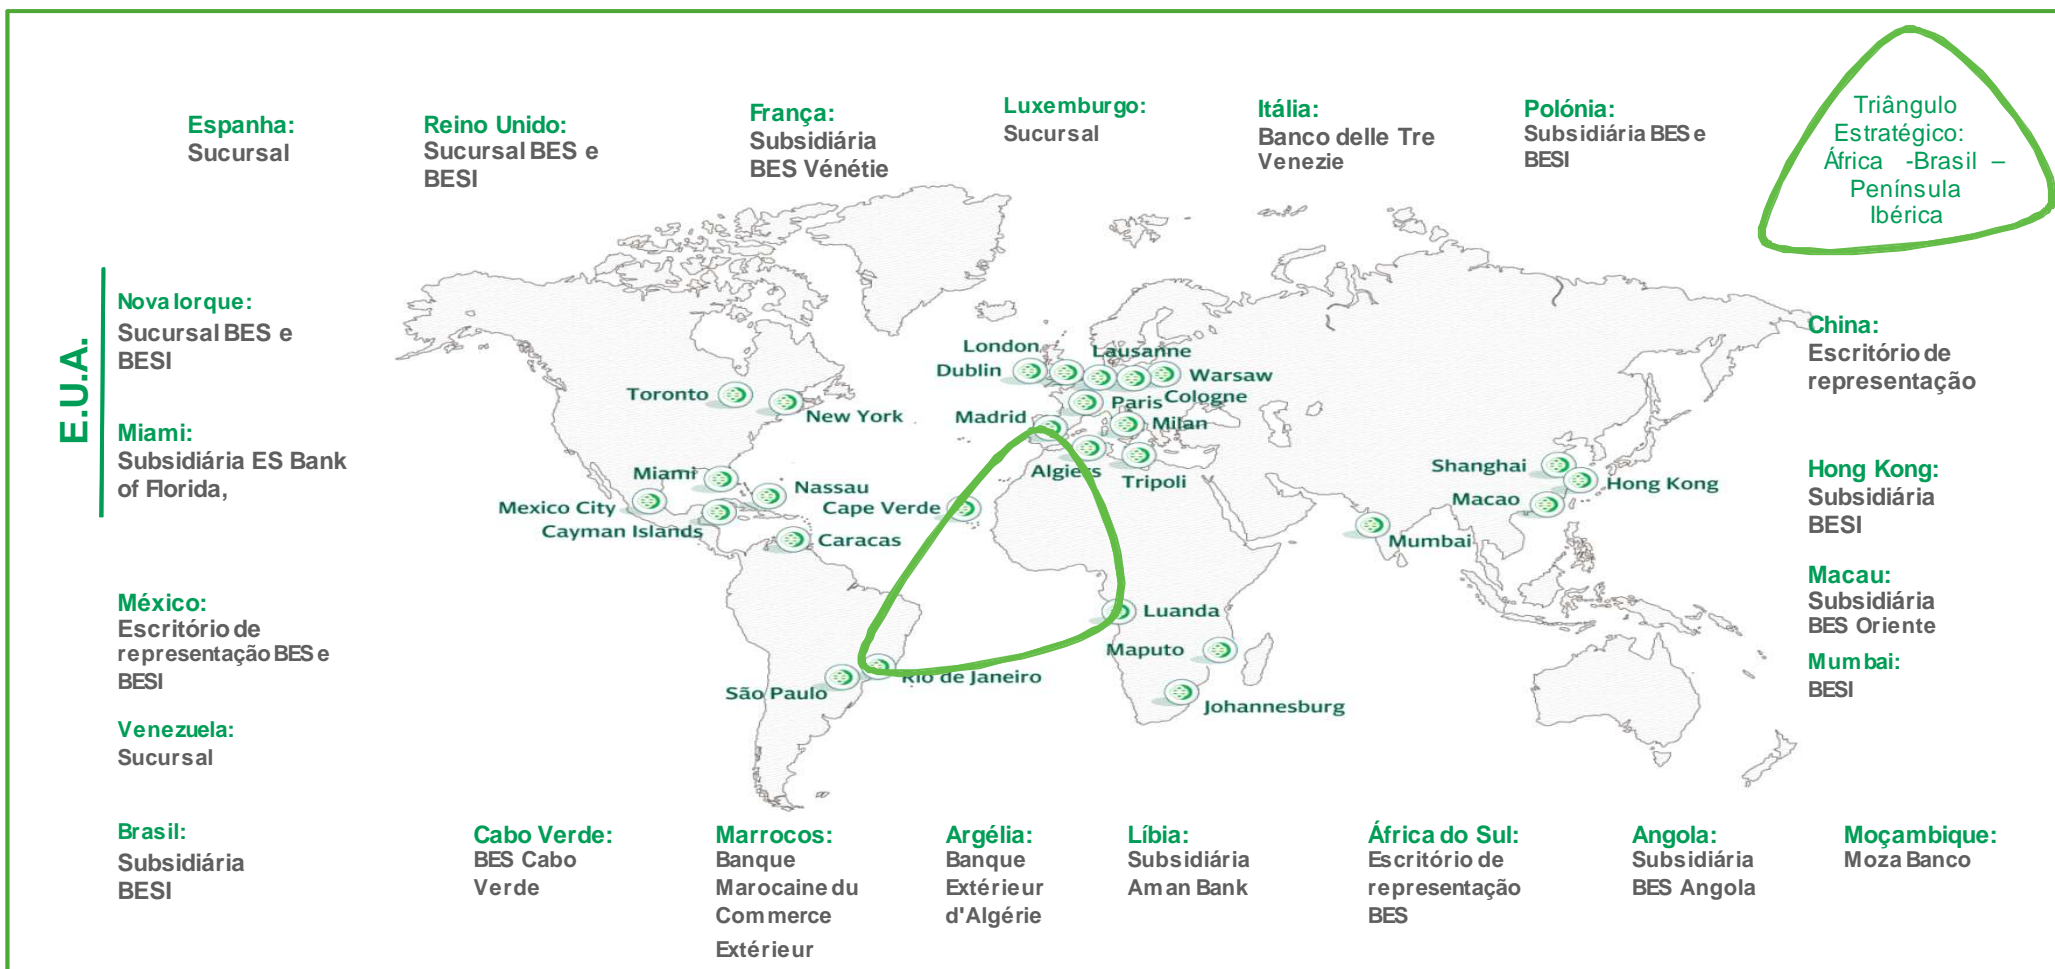 Espanha:
Sucursal
Reino Unido:
Sucursal BES e
BESI
França:
Subsidiária
BES Vénétie
Luxemburgo:
Sucursal
Itália:
Banco delle Tre
Venezie
Polónia:
Subsidiária BES e
BESI
Triângulo
Estratégico:
África -Brasil –
Península
Ibérica
E.U.A.
Nova Iorque:
Sucursal BES e
BESI
Miami:
Subsidiária ES Bank
of Florida,
México:
Escritório de
representação BES e
BESI
Venezuela:
Sucursal
Brasil:
Subsidiária
BESI
London
Lausanne
Dublin
Warsaw
Toronto
Paris
Cologne
New York
Madrid
Milan
Miami
Algiers
Tripoli
Shanghai
Hong Kong
Nassau
Mexico City
Cape Verde
Macao
Cayman Islands
Caracas
Mumbai
Luanda
Maputo
São Paulo
Rio de Janeiro
Johannesburg
China:
Escritório de
representação
Hong Kong:
Subsidiária
BESI
Macau:
Subsidiária
BES Oriente
Mumbai:
BESI
Cabo Verde:
BES Cabo
Verde
Marrocos:
Banque
Marocaine du
Commerce
Extérieur
Argélia:
Banque
Extérieur
d'Algérie
Líbia:
Subsidiária
Aman Bank
África do Sul:
Escritório de
representação
BES
Angola:
Subsidiária
BES Angola
Moçambique:
Moza Banco